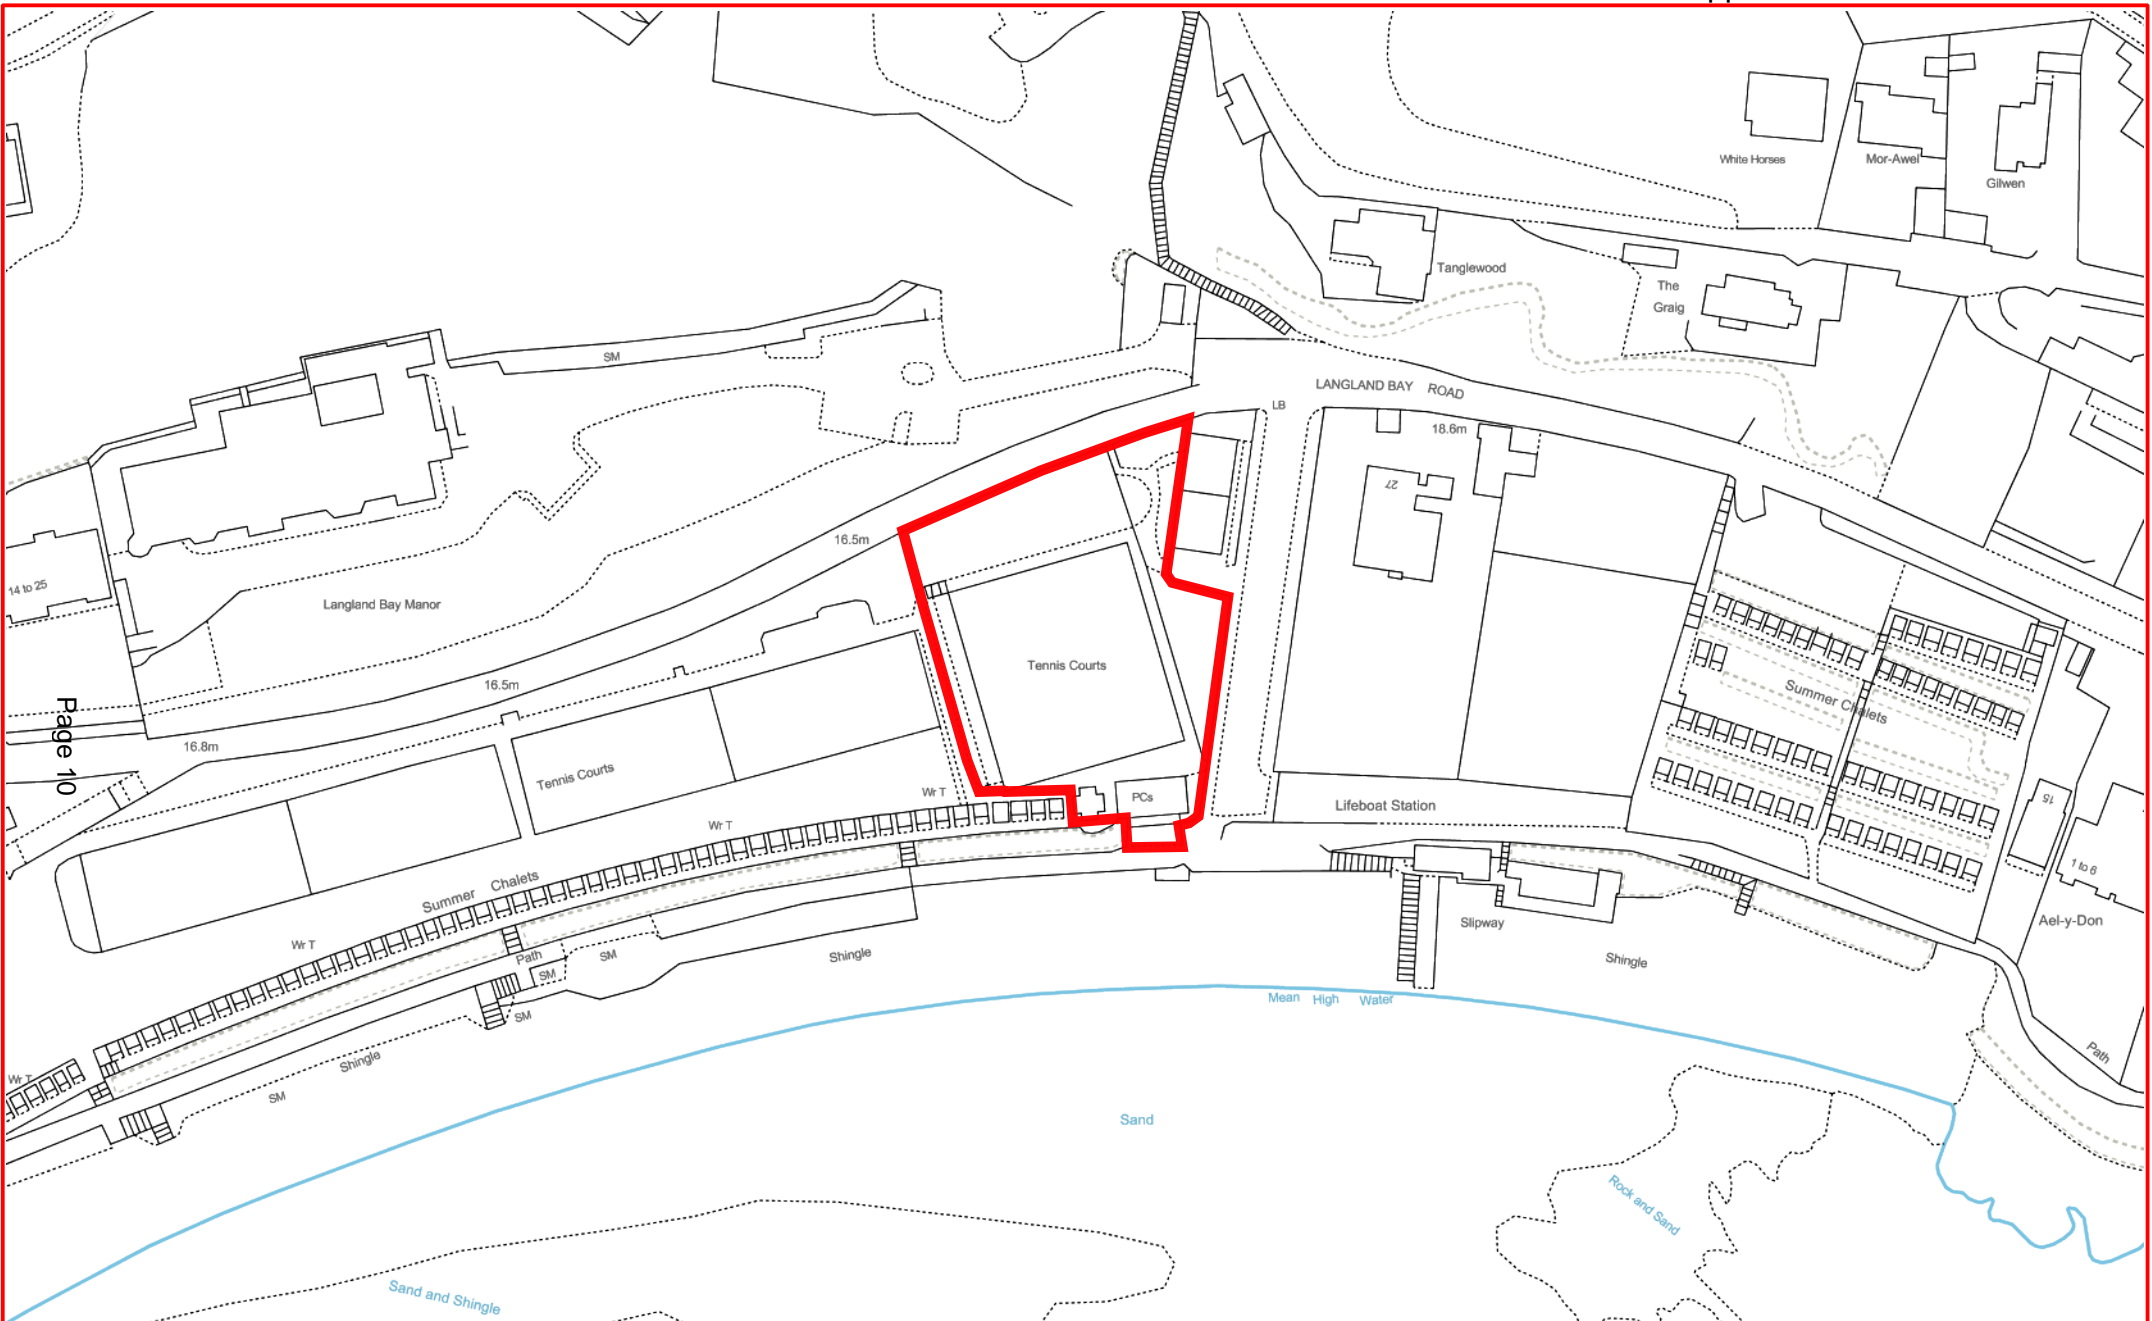 White Horses
Mor-Awel
Gilwen
Tanglewood
The
Graig
SM
LANGLAND BAY ROAD
LB
18.6m
27
16.5m
14 to 25
Langland Bay Manor
Tennis Courts
16.5m
Summer Chalets
Page 10
16.8m
Tennis Courts
Wr T
PCs
Lifeboat Station
15
Wr T
1 to 6
Summer Chalets
Ael-y-Don
Slipway
Wr T
Path
SM
Shingle
Shingle
SM
SM
Mean High Water
Path
Shingle
Wr T
SM
Sand
Rock and Sand
Sand and Shingle